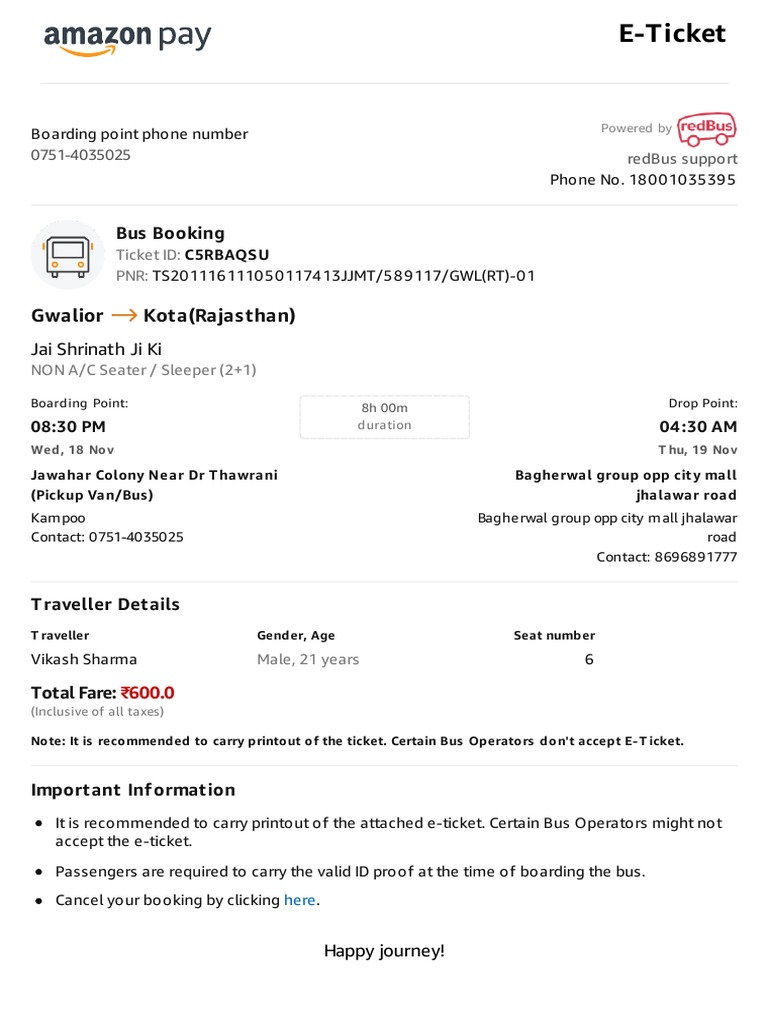 amazon pay
E-Ticket
Boarding point phone number
0751-4035025
Powered by redBus
redBus support
Phone No. 18001035395
Bus Booking
Ticket ID: C5RBAQSU
PNR: TS201116111050117413JJMT/589117/GWL(RT)-01
Gwalior → Kota(Rajasthan)
Jai Shrinath Ji Ki
NON A/C Seater / Sleeper (2+1)
Boarding Point:
08:30 PM
Wed, 18 Nov
8h 00m
duration
Drop Point:
04:30 AM
Thu, 19 Nov
Jawahar Colony Near Dr Thawrani
(Pickup Van/Bus)
Kampoo
Contact: 0751-4035025
Bagherwal group opp city mall
jhalawar road
Bagherwal group opp city mall jhalawar
road
Contact: 8696891777
Traveller Details
Traveller Gender, Age Seat number
Vikash Sharma Male, 21 years 6
Total Fare: ₹600.0
(Inclusive of all taxes)
Note: It is recommended to carry printout of the ticket. Certain Bus Operators don't accept E-Ticket.
Important Information
• It is recommended to carry printout of the attached e-ticket. Certain Bus Operators might not
accept the e-ticket.
• Passengers are required to carry the valid ID proof at the time of boarding the bus.
• Cancel your booking by clicking here.
Happy journey!